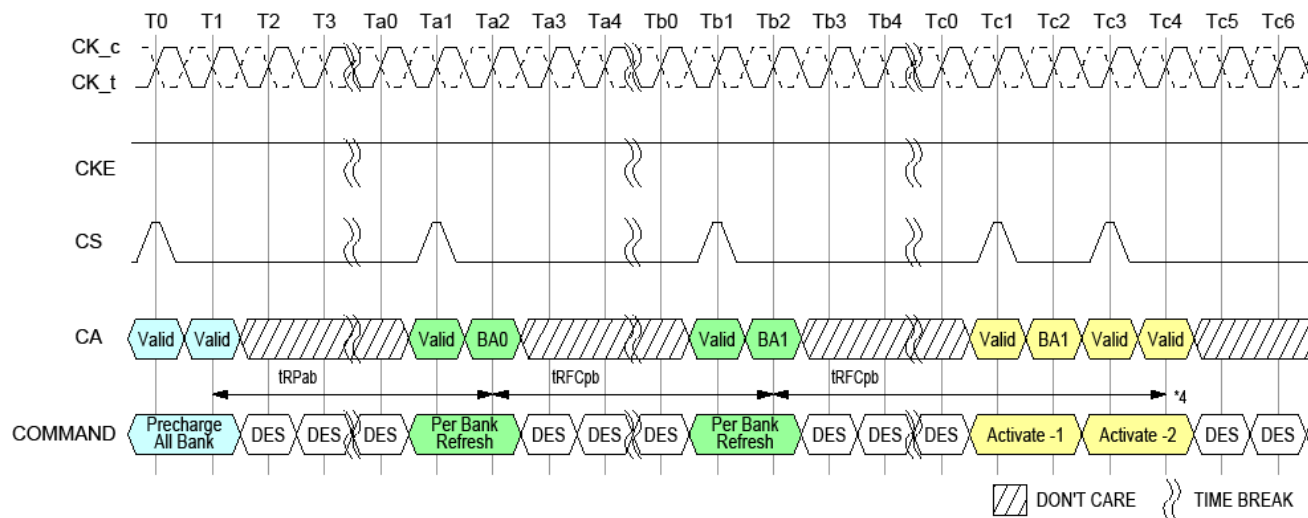 T0 T1 T2 T3 Ta0 Ta1 Ta2 Ta3 Ta4 Tb0 Tb1 Tb2 Tb3 Tb4 Tc0 Tc1 Tc2 Tc3 Tc4 Tc5 Tc6
CK_c
CK_t
CKE
CS
CA Valid Valid Valid BA0 Valid BA1 Valid BA1 Valid Valid
tRPab tRFCpb tRFCpb *4
COMMAND Precharge All Bank DES DES DES Per Bank Refresh DES DES DES Per Bank Refresh DES DES DES Activate -1 Activate -2 DES DES
DON'T CARE TIME BREAK